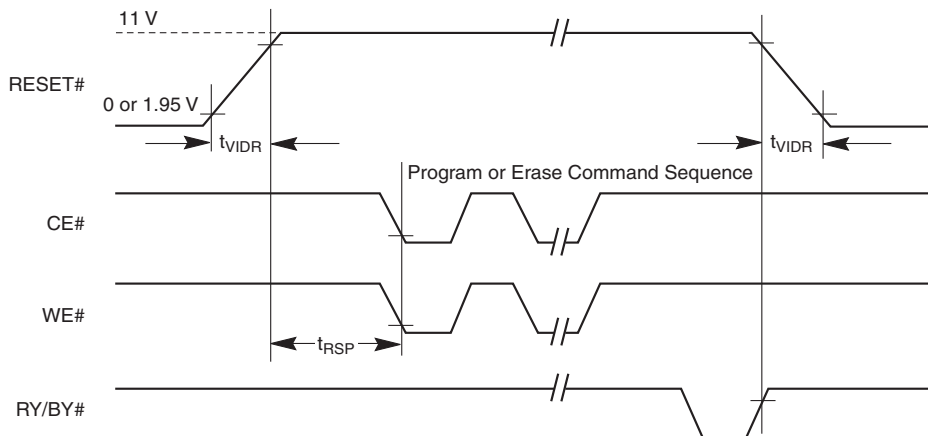 11 V
RESET#
0 or 1.95 V
tVIDR
tVIDR
Program or Erase Command Sequence
CE#
WE#
tRSP
RY/BY#